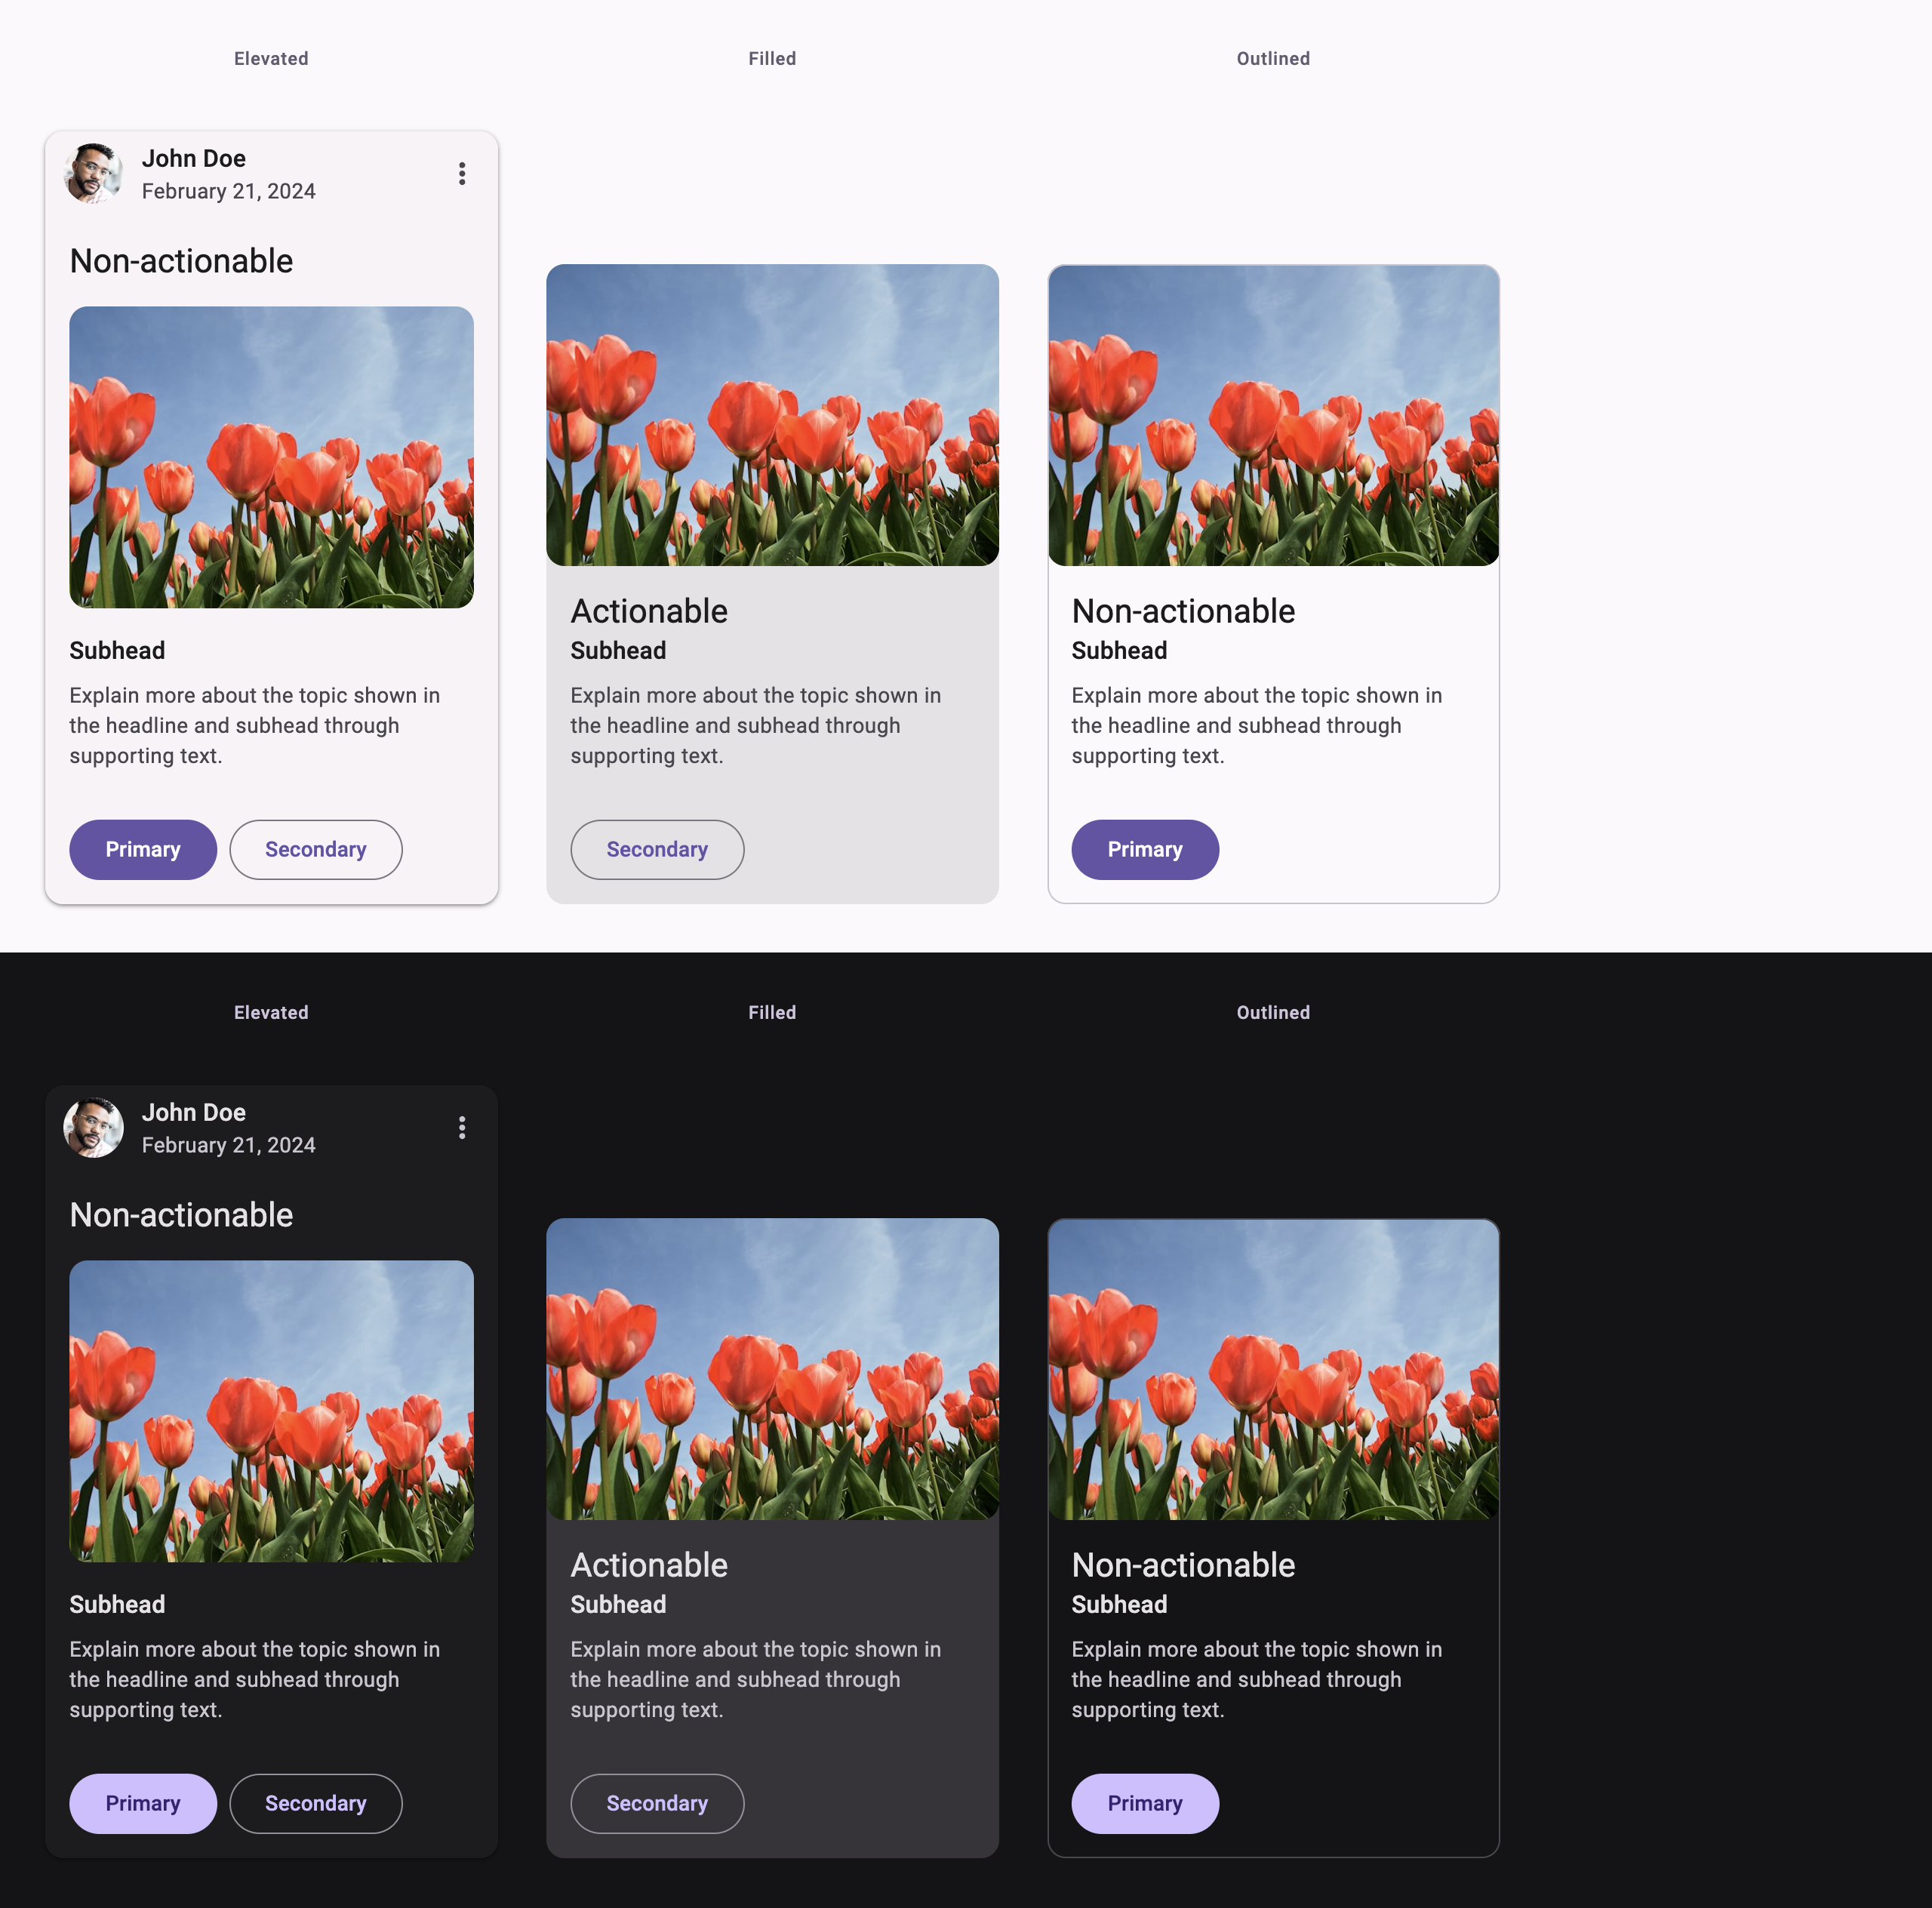 Elevated
Filled
Outlined
John Doe
February 21, 2024
Non-actionable
Subhead
Explain more about the topic shown in
the headline and subhead through
supporting text.
Primary
Secondary
Actionable
Subhead
Explain more about the topic shown in
the headline and subhead through
supporting text.
Secondary
Non-actionable
Subhead
Explain more about the topic shown in
the headline and subhead through
supporting text.
Primary
Elevated
Filled
Outlined
John Doe
February 21, 2024
Non-actionable
Subhead
Explain more about the topic shown in
the headline and subhead through
supporting text.
Primary
Secondary
Actionable
Subhead
Explain more about the topic shown in
the headline and subhead through
supporting text.
Secondary
Non-actionable
Subhead
Explain more about the topic shown in
the headline and subhead through
supporting text.
Primary